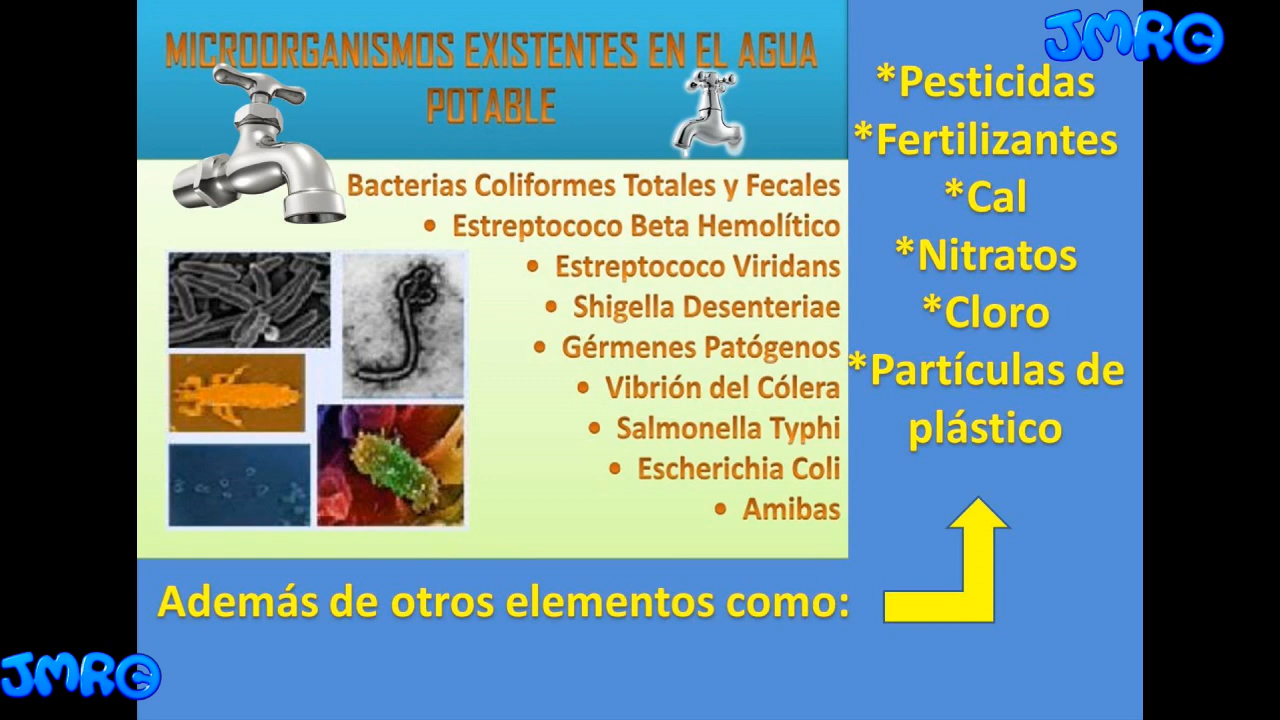 MICROORGANISMOS EXISTENTES EN EL AGUA
POTABLE
Bacterias Coliformes Totales y Fecales
• Estreptococo Beta Hemolítico
• Estreptococo Viridans
• Shigella Desenteriae
• Gérmenes Patógenos
• Vibrión del Cólera
• Salmonella Typhi
• Escherichia Coli
• Amibas
Además de otros elementos como:
JMRC
*Pesticidas
*Fertilizantes
*Cal
*Nitratos
*Cloro
*Partículas de
plástico
JMRC